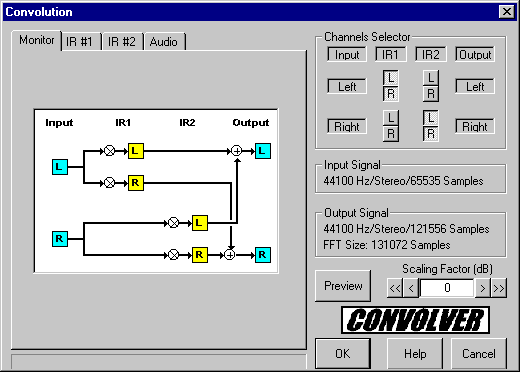 Convolution
Monitor IR #1 IR #2 Audio
Input IR1 IR2 Output
L L L
R
L
R R R
Channels Selector
Input IR1 IR2 Output
Left L L Left
R R
Right L L Right
R R
Input Signal
44100 Hz/Stereo/65535 Samples
Output Signal
44100 Hz/Stereo/121556 Samples
FFT Size: 131072 Samples
Preview
Scaling Factor (dB)
<< < 0 > >>
CONVOLVER
OK Help Cancel